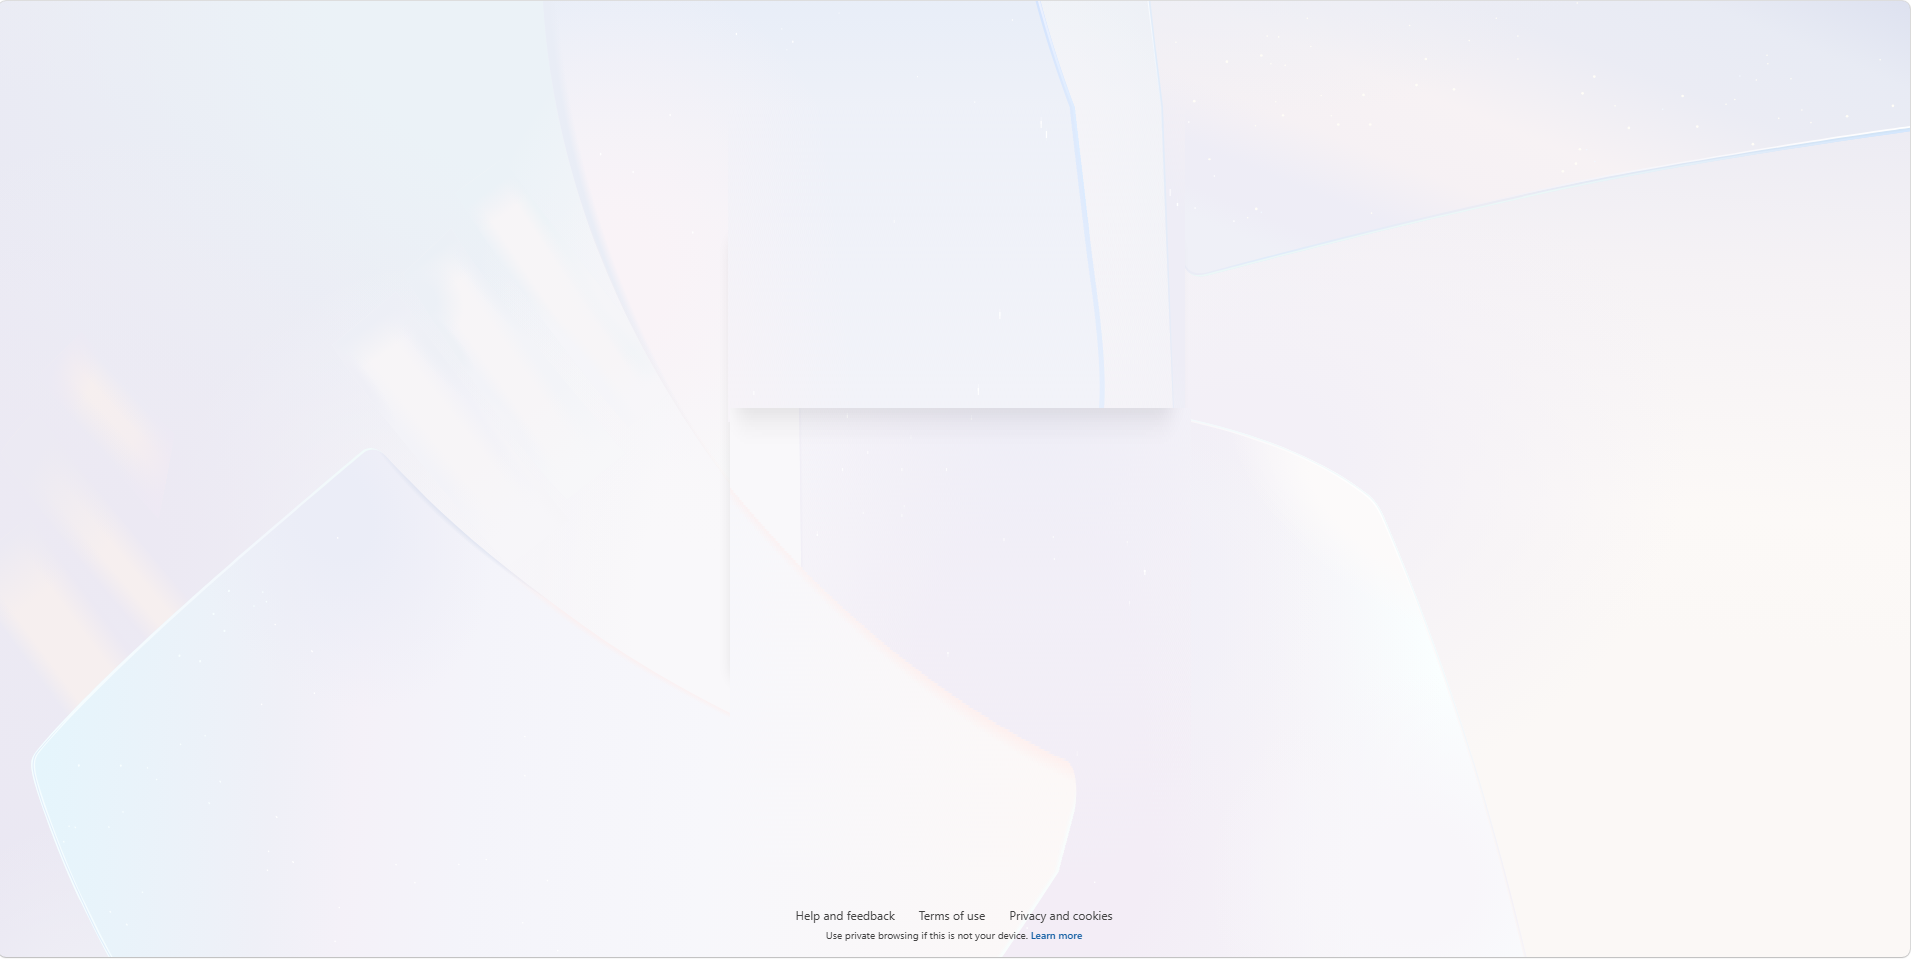 Help and feedback Terms of use Privacy and cookies
Use private browsing if this is not your device. Learn more